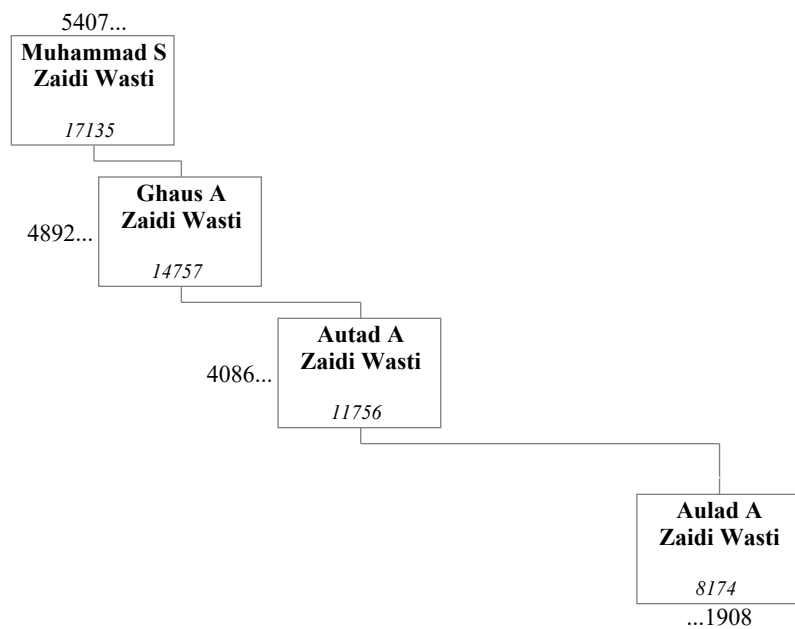 5407...
Muhammad S
Zaidi Wasti
17135
Ghaus A
Zaidi Wasti
4892...
14757
Autad A
Zaidi Wasti
4086...
11756
Aulad A
Zaidi Wasti
8174
...1908